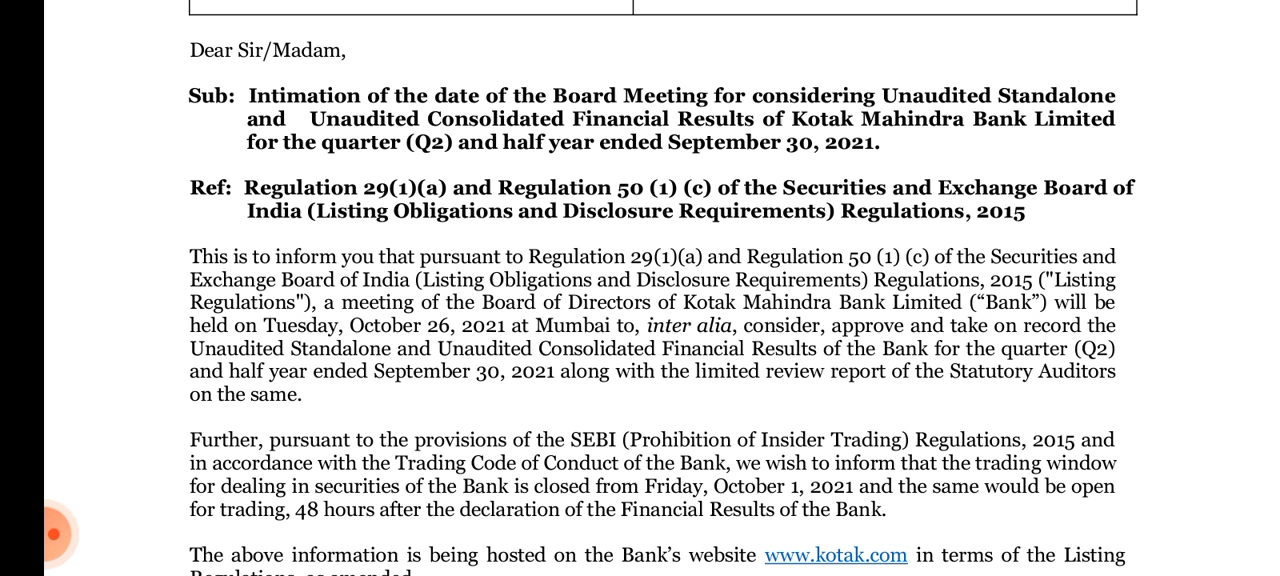 Dear Sir/Madam,
Sub: Intimation of the date of the Board Meeting for considering Unaudited Standalone
and Unaudited Consolidated Financial Results of Kotak Mahindra Bank Limited
for the quarter (Q2) and half year ended September 30, 2021.
Ref: Regulation 29(1)(a) and Regulation 50 (1) (c) of the Securities and Exchange Board of
India (Listing Obligations and Disclosure Requirements) Regulations, 2015
This is to inform you that pursuant to Regulation 29(1)(a) and Regulation 50 (1) (c) of the Securities and
Exchange Board of India (Listing Obligations and Disclosure Requirements) Regulations, 2015 ("Listing
Regulations"), a meeting of the Board of Directors of Kotak Mahindra Bank Limited (“Bank”) will be
held on Tuesday, October 26, 2021 at Mumbai to, inter alia, consider, approve and take on record the
Unaudited Standalone and Unaudited Consolidated Financial Results of the Bank for the quarter (Q2)
and half year ended September 30, 2021 along with the limited review report of the Statutory Auditors
on the same.
Further, pursuant to the provisions of the SEBI (Prohibition of Insider Trading) Regulations, 2015 and
in accordance with the Trading Code of Conduct of the Bank, we wish to inform that the trading window
for dealing in securities of the Bank is closed from Friday, October 1, 2021 and the same would be open
for trading, 48 hours after the declaration of the Financial Results of the Bank.
The above information is being hosted on the Bank’s website www.kotak.com in terms of the Listing
Regulations, as amended